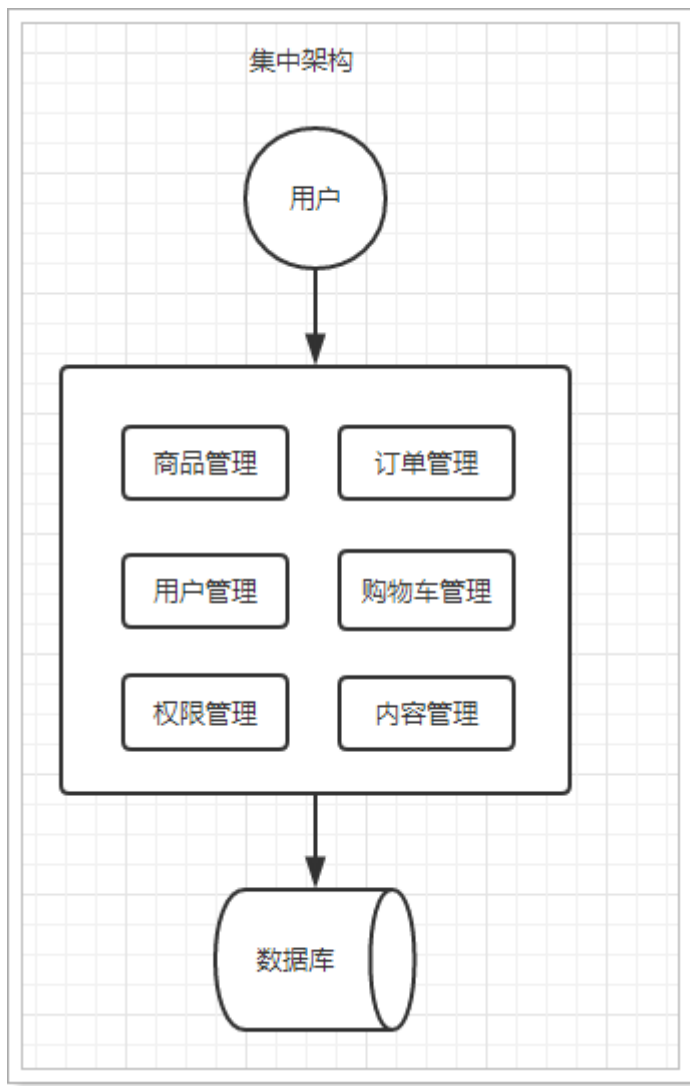 集中架构
用户
商品管理
订单管理
用户管理
购物车管理
权限管理
内容管理
数据库